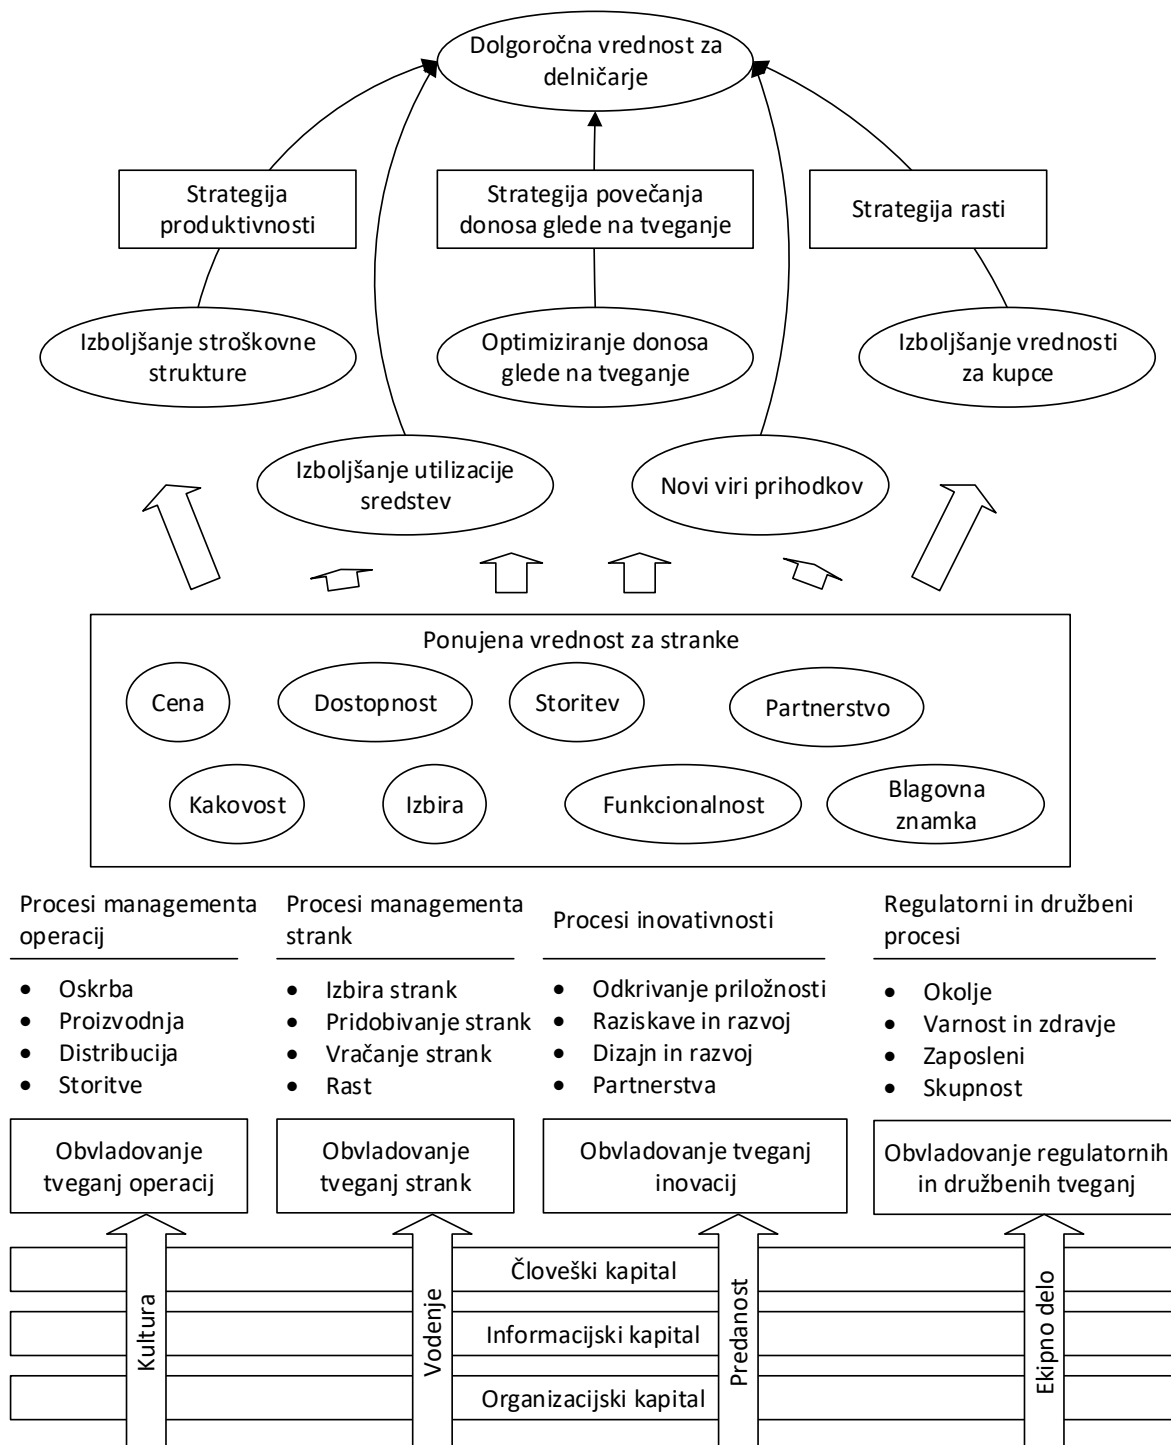 Dolgoročna vrednost za
delničarje
Strategija
produktivnosti
Strategija povečanja
donosa glede na tveganje
Strategija rasti
Izboljšanje stroškovne
strukture
Optimiziranje donosa
glede na tveganje
Izboljšanje vrednosti
za kupce
Izboljšanje utilizacije
sredstev
Novi viri prihodkov
Ponujena vrednost za stranke
Cena
Dostopnost
Storitev
Partnerstvo
Kakovost
Izbira
Funkcionalnost
Blagovna
znamka
Procesi managementa
operacij
• Oskrba
• Proizvodnja
• Distribucija
• Storitve
Obvladovanje
tveganj operacij
Procesi managementa
strank
• Izbira strank
• Pridobivanje strank
• Vračanje strank
• Rast
Obvladovanje
tveganj strank
Procesi inovativnosti
• Odkrivanje priložnosti
• Raziskave in razvoj
• Dizajn in razvoj
• Partnerstva
Obvladovanje tveganj
inovacij
Regulatorni in družbeni
procesi
• Okolje
• Varnost in zdravje
• Zaposleni
• Skupnost
Obvladovanje regulatornih
in družbenih tveganj
Kultura
Vodenje
Predanost
Ekipno delo
Človeški kapital
Informacijski kapital
Organizacijski kapital